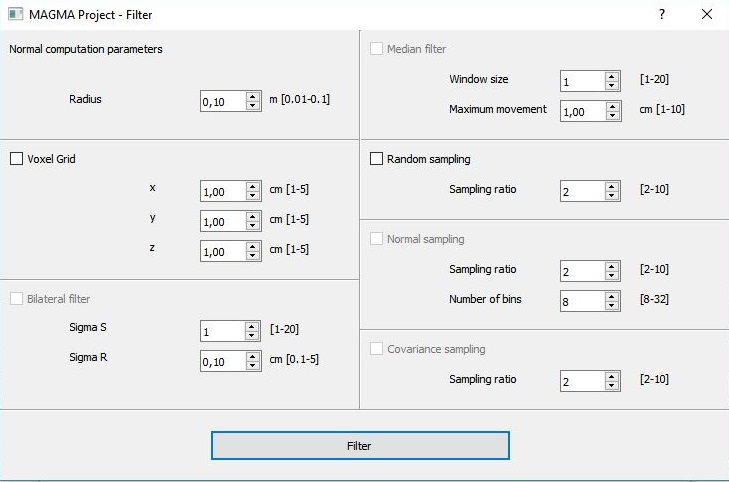 MAGMA Project - Filter
?
Normal computation parameters
Radius 0,10 m [0.01-0.1]
Voxel Grid
x 1,00 cm [1-5]
y 1,00 cm [1-5]
z 1,00 cm [1-5]
Bilateral filter
Sigma S 1 [1-20]
Sigma R 0,10 cm [0.1-5]
Median filter
Window size 1 [1-20]
Maximum movement 1,00 cm [1-10]
Random sampling
Sampling ratio 2 [2-10]
Normal sampling
Sampling ratio 2 [2-10]
Number of bins 8 [8-32]
Covariance sampling
Sampling ratio 2 [2-10]
Filter